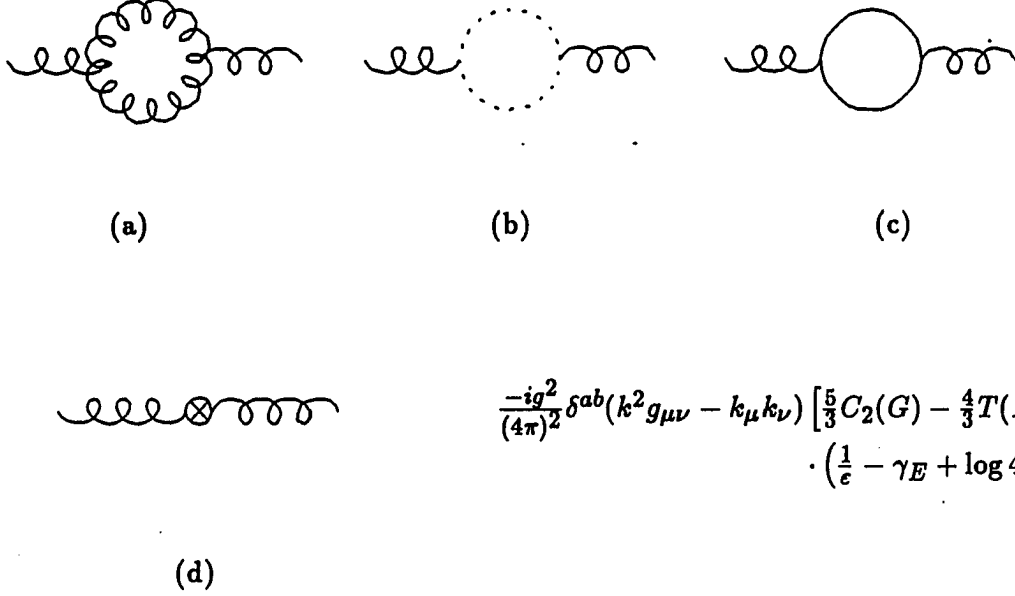 (a) (b) (c)
$\frac{-ig^2}{(4\pi)^2}\delta^{ab}(k^2 g_{\mu\nu} - k_\mu k_\nu)\left[\frac{5}{3}C_2(G) - \frac{4}{3}T(\right.$
$\cdot\left(\frac{1}{\epsilon} - \gamma_E + \log 4\right.$
(d)